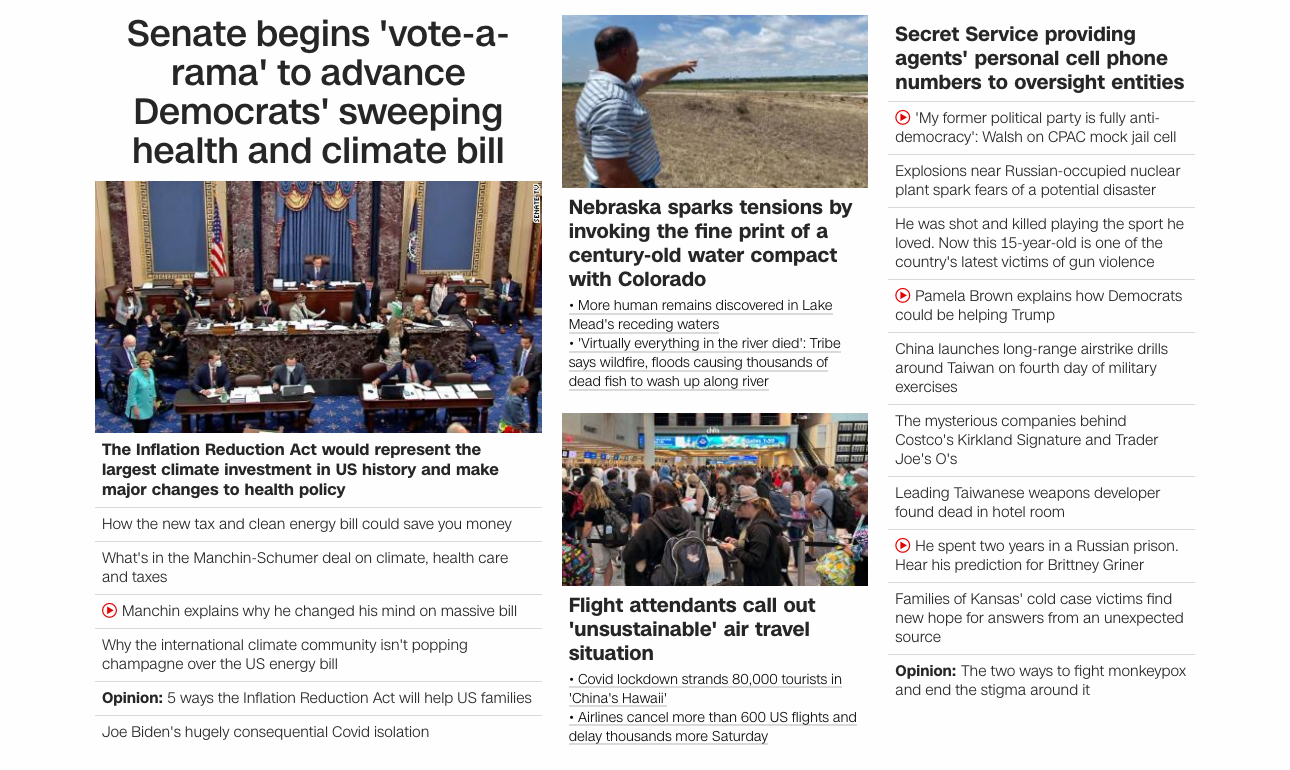 Senate begins 'vote-a-
rama' to advance
Democrats' sweeping
health and climate bill
SENATE TV
The Inflation Reduction Act would represent the
largest climate investment in US history and make
major changes to health policy
How the new tax and clean energy bill could save you money
What's in the Manchin-Schumer deal on climate, health care
and taxes
Manchin explains why he changed his mind on massive bill
Why the international climate community isn't popping
champagne over the US energy bill
Opinion: 5 ways the Inflation Reduction Act will help US families
Joe Biden's hugely consequential Covid isolation
Nebraska sparks tensions by
invoking the fine print of a
century-old water compact
with Colorado
• More human remains discovered in Lake
Mead's receding waters
• 'Virtually everything in the river died': Tribe
says wildfire, floods causing thousands of
dead fish to wash up along river
Flight attendants call out
'unsustainable' air travel
situation
• Covid lockdown strands 80,000 tourists in
'China's Hawaii'
• Airlines cancel more than 600 US flights and
delay thousands more Saturday
Secret Service providing
agents' personal cell phone
numbers to oversight entities
'My former political party is fully anti-
democracy': Walsh on CPAC mock jail cell
Explosions near Russian-occupied nuclear
plant spark fears of a potential disaster
He was shot and killed playing the sport he
loved. Now this 15-year-old is one of the
country's latest victims of gun violence
Pamela Brown explains how Democrats
could be helping Trump
China launches long-range airstrike drills
around Taiwan on fourth day of military
exercises
The mysterious companies behind
Costco's Kirkland Signature and Trader
Joe's O's
Leading Taiwanese weapons developer
found dead in hotel room
He spent two years in a Russian prison.
Hear his prediction for Brittney Griner
Families of Kansas' cold case victims find
new hope for answers from an unexpected
source
Opinion: The two ways to fight monkeypox
and end the stigma around it